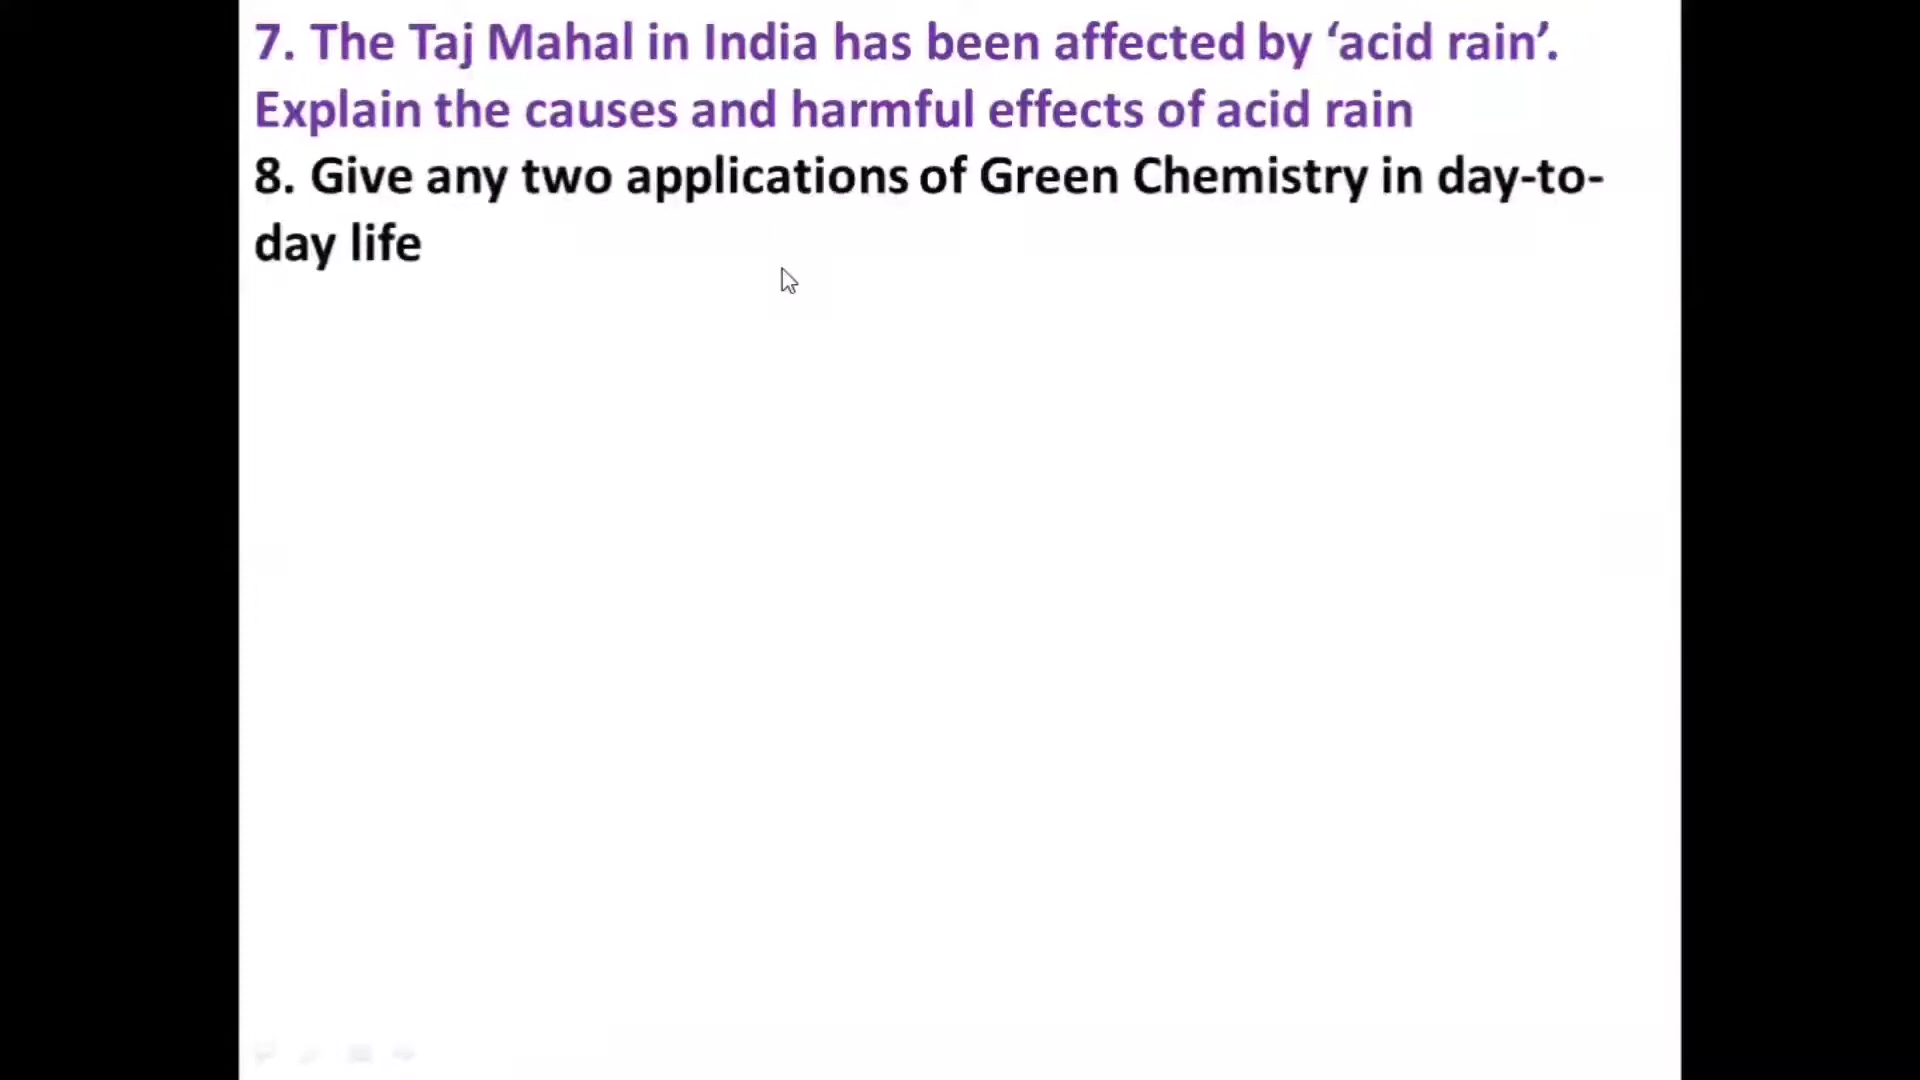 7. The Taj Mahal in India has been affected by ‘acid rain’.
Explain the causes and harmful effects of acid rain
8. Give any two applications of Green Chemistry in day-to-
day life